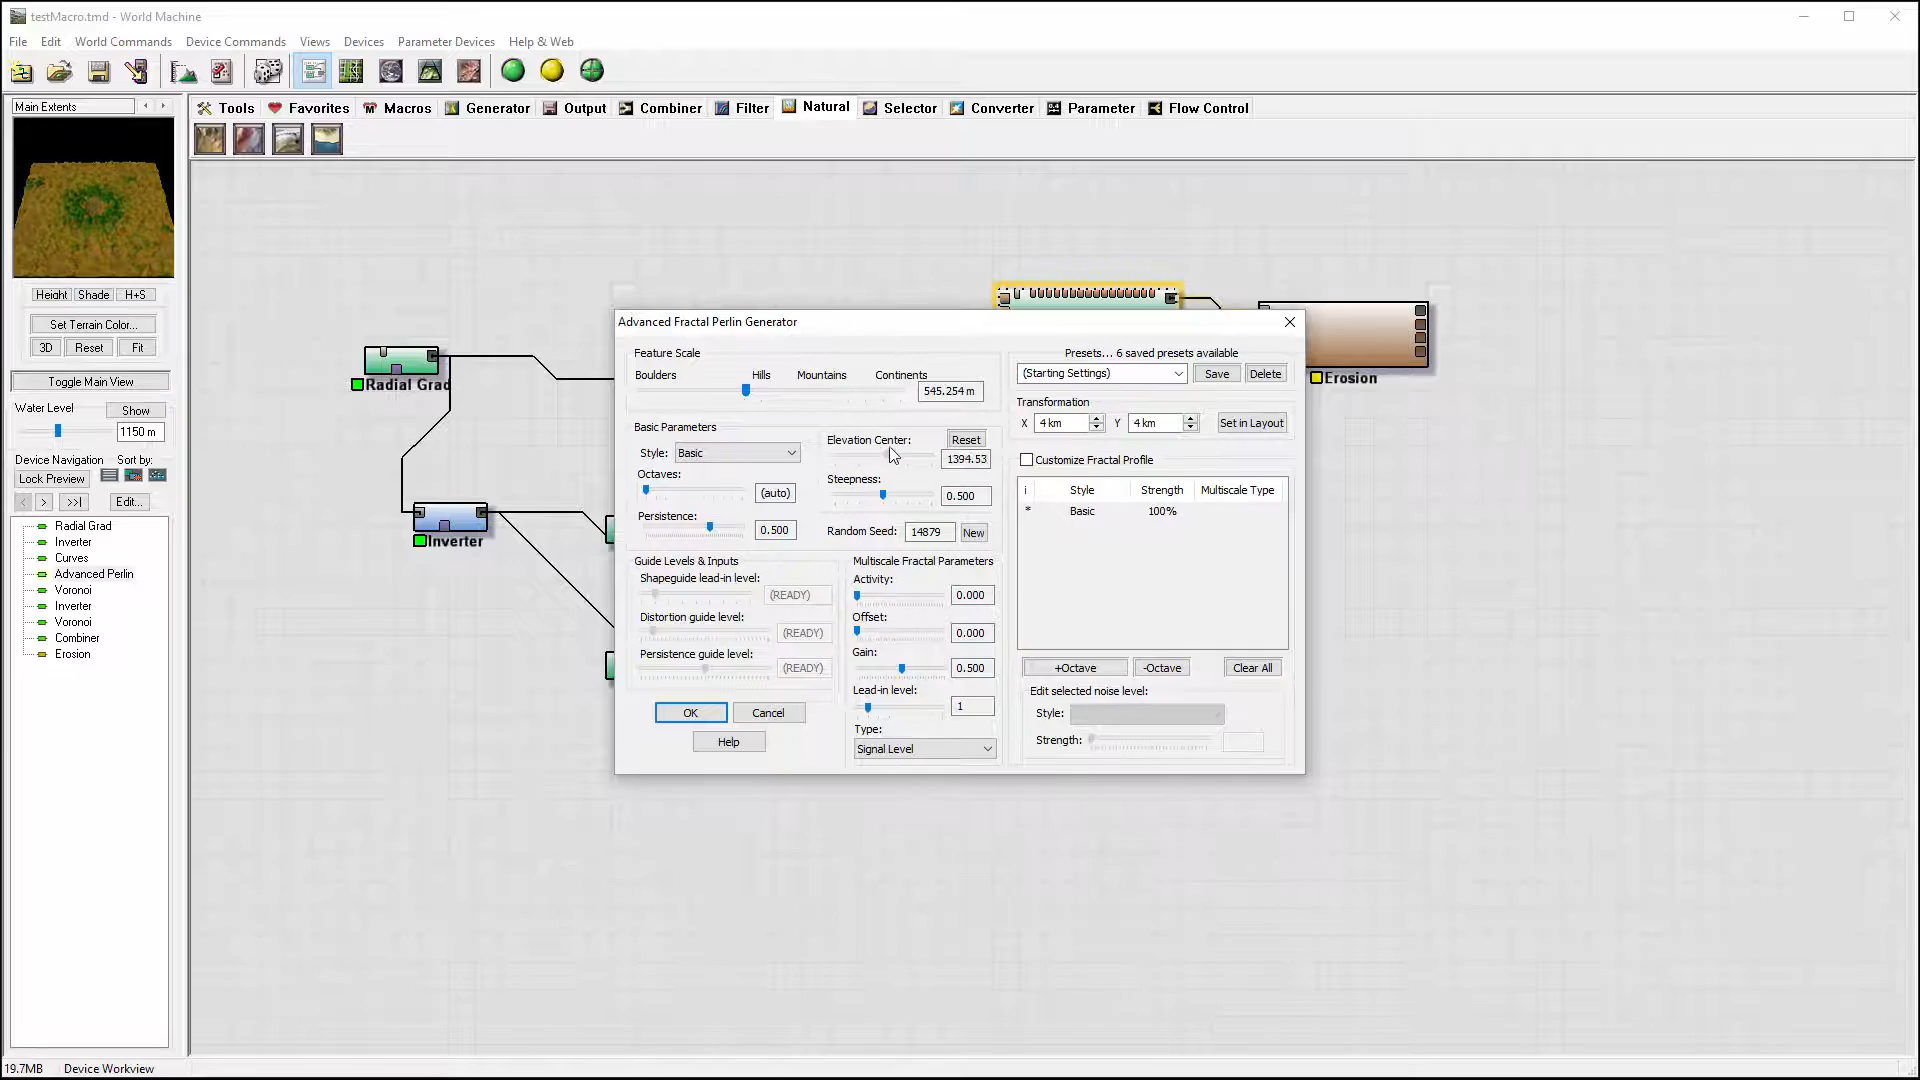 testMacro.tmd - World Machine
File Edit World Commands Device Commands Views Devices Parameter Devices Help & Web
Main Extents
Tools Favorites Macros Generator Output Combiner Filter Natural Selector Converter Parameter Flow Control
Height Shade H+S
Set Terrain Color...
3D Reset Fit
Toggle Main View
Water Level Show
1150 m
Device Navigation Sort by:
Lock Preview
< > >>| Edit...
Radial Grad
Inverter
Curves
Advanced Perlin
Voronoi
Inverter
Voronoi
Combiner
Erosion
Radial Grad
Inverter
Erosion
Advanced Fractal Perlin Generator
Feature Scale
Boulders Hills Mountains Continents
545.254 m
Basic Parameters
Style: Basic
Octaves:
(auto)
Persistence:
0.500
Elevation Center: Reset
1394.53
Steepness:
0.500
Random Seed: 14879 New
Guide Levels & Inputs
Shapeguide lead-in level:
(READY)
Distortion guide level:
(READY)
Persistence guide level:
(READY)
OK Cancel
Help
Multiscale Fractal Parameters
Activity:
0.000
Offset:
0.000
Gain:
0.500
Lead-in level:
1
Type:
Signal Level
Presets... 6 saved presets available
(Starting Settings) Save Delete
Transformation
X 4 km Y 4 km Set in Layout
Customize Fractal Profile
i Style Strength Multiscale Type
* Basic 100%
+Octave -Octave Clear All
Edit selected noise level:
Style:
Strength:
19.7MB Device Workview